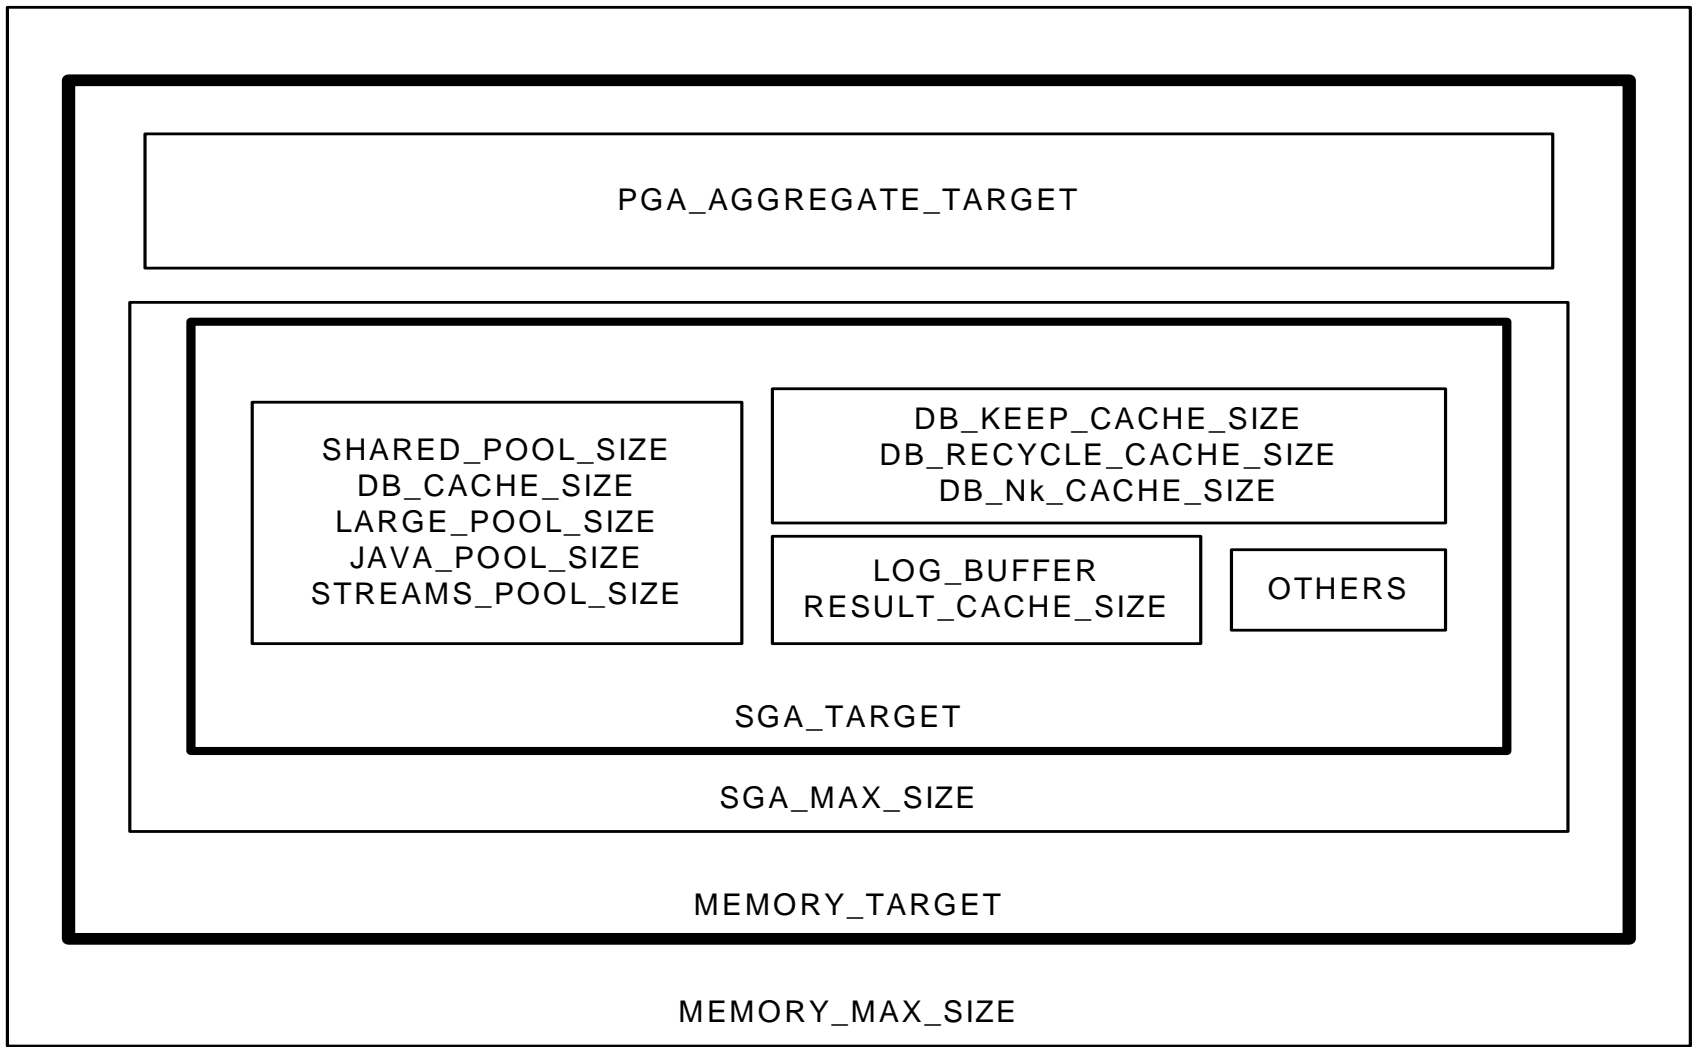 PGA_AGGREGATE_TARGET
SHARED_POOL_SIZE
DB_CACHE_SIZE
LARGE_POOL_SIZE
JAVA_POOL_SIZE
STREAMS_POOL_SIZE
DB_KEEP_CACHE_SIZE
DB_RECYCLE_CACHE_SIZE
DB_Nk_CACHE_SIZE
LOG_BUFFER
RESULT_CACHE_SIZE
OTHERS
SGA_TARGET
SGA_MAX_SIZE
MEMORY_TARGET
MEMORY_MAX_SIZE